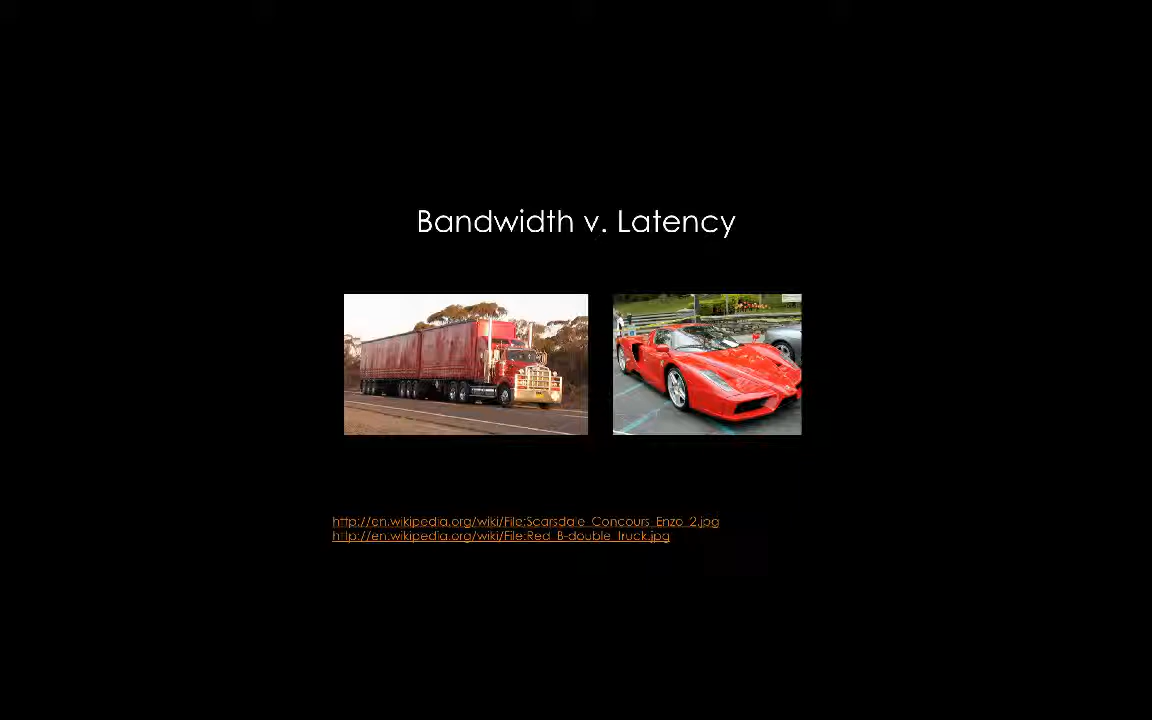 Bandwidth v. Latency
http://en.wikipedia.org/wiki/File:Scarsdale_Concours_Enzo_2.jpg
http://en.wikipedia.org/wiki/File:Red_B-double_truck.jpg